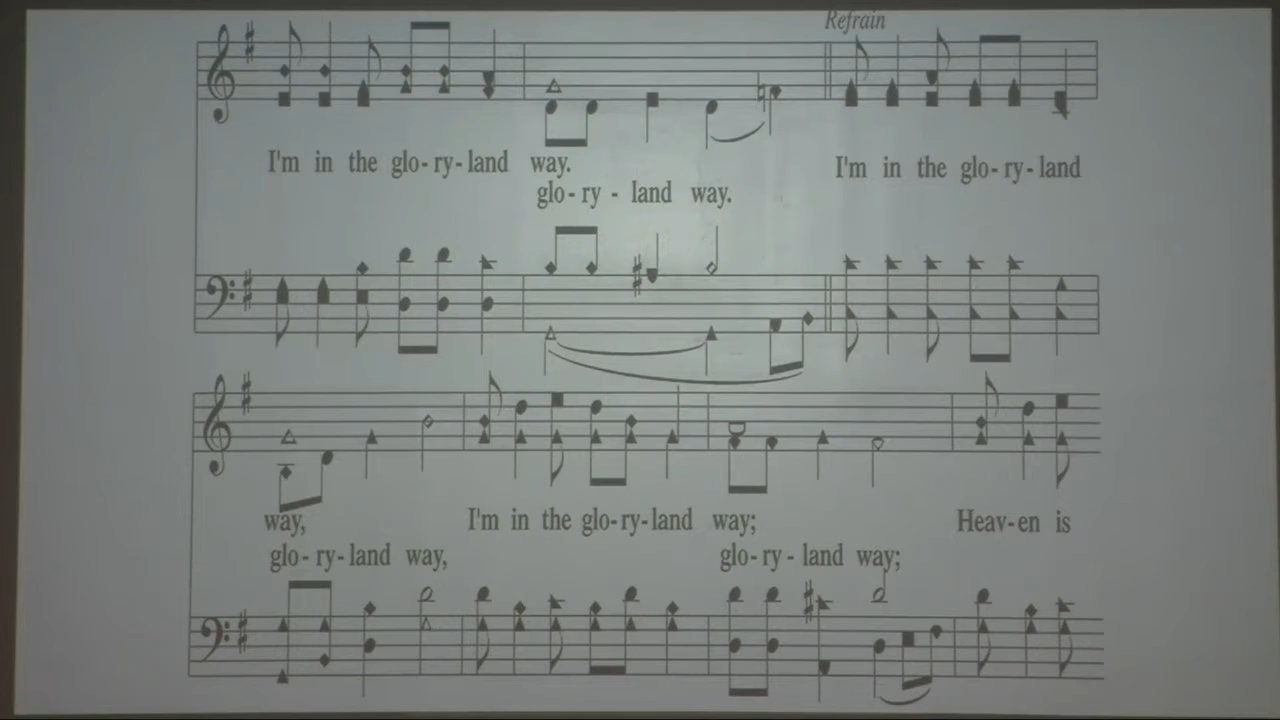 Refrain
I'm in the glo-ry-land way. I'm in the glo-ry-land
glo-ry-land way.
way, I'm in the glo-ry-land way; Heav-en is
glo-ry-land way, glo-ry-land way;